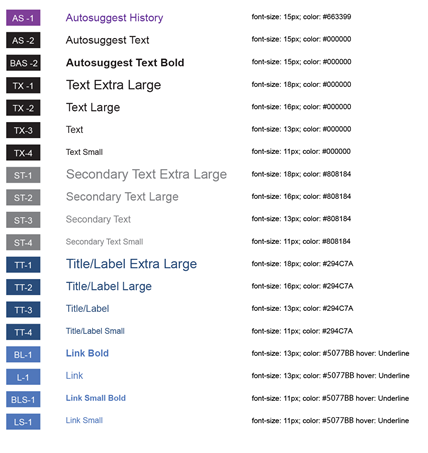 AS -1 Autosuggest History font-size: 15px; color: #663399
AS -2 Autosuggest Text font-size: 15px; color: #000000
BAS -2 Autosuggest Text Bold font-size: 15px; color: #000000
TX -1 Text Extra Large font-size: 18px; color: #000000
TX -2 Text Large font-size: 16px; color: #000000
TX-3 Text font-size: 13px; color: #000000
TX-4 Text Small font-size: 11px; color: #000000
ST-1 Secondary Text Extra Large font-size: 18px; color: #808184
ST-2 Secondary Text Large font-size: 16px; color: #808184
ST-3 Secondary Text font-size: 13px; color: #808184
ST-4 Secondary Text Small font-size: 11px; color: #808184
TT-1 Title/Label Extra Large font-size: 18px; color: #294C7A
TT-2 Title/Label Large font-size: 16px; color: #294C7A
TT-3 Title/Label font-size: 13px; color: #294C7A
TT-4 Title/Label Small font-size: 11px; color: #294C7A
BL-1 Link Bold font-size: 13px; color: #5077BB hover: Underline
L-1 Link font-size: 13px; color: #5077BB hover: Underline
BLS-1 Link Small Bold font-size: 11px; color: #5077BB hover: Underline
LS-1 Link Small font-size: 11px; color: #5077BB hover: Underline